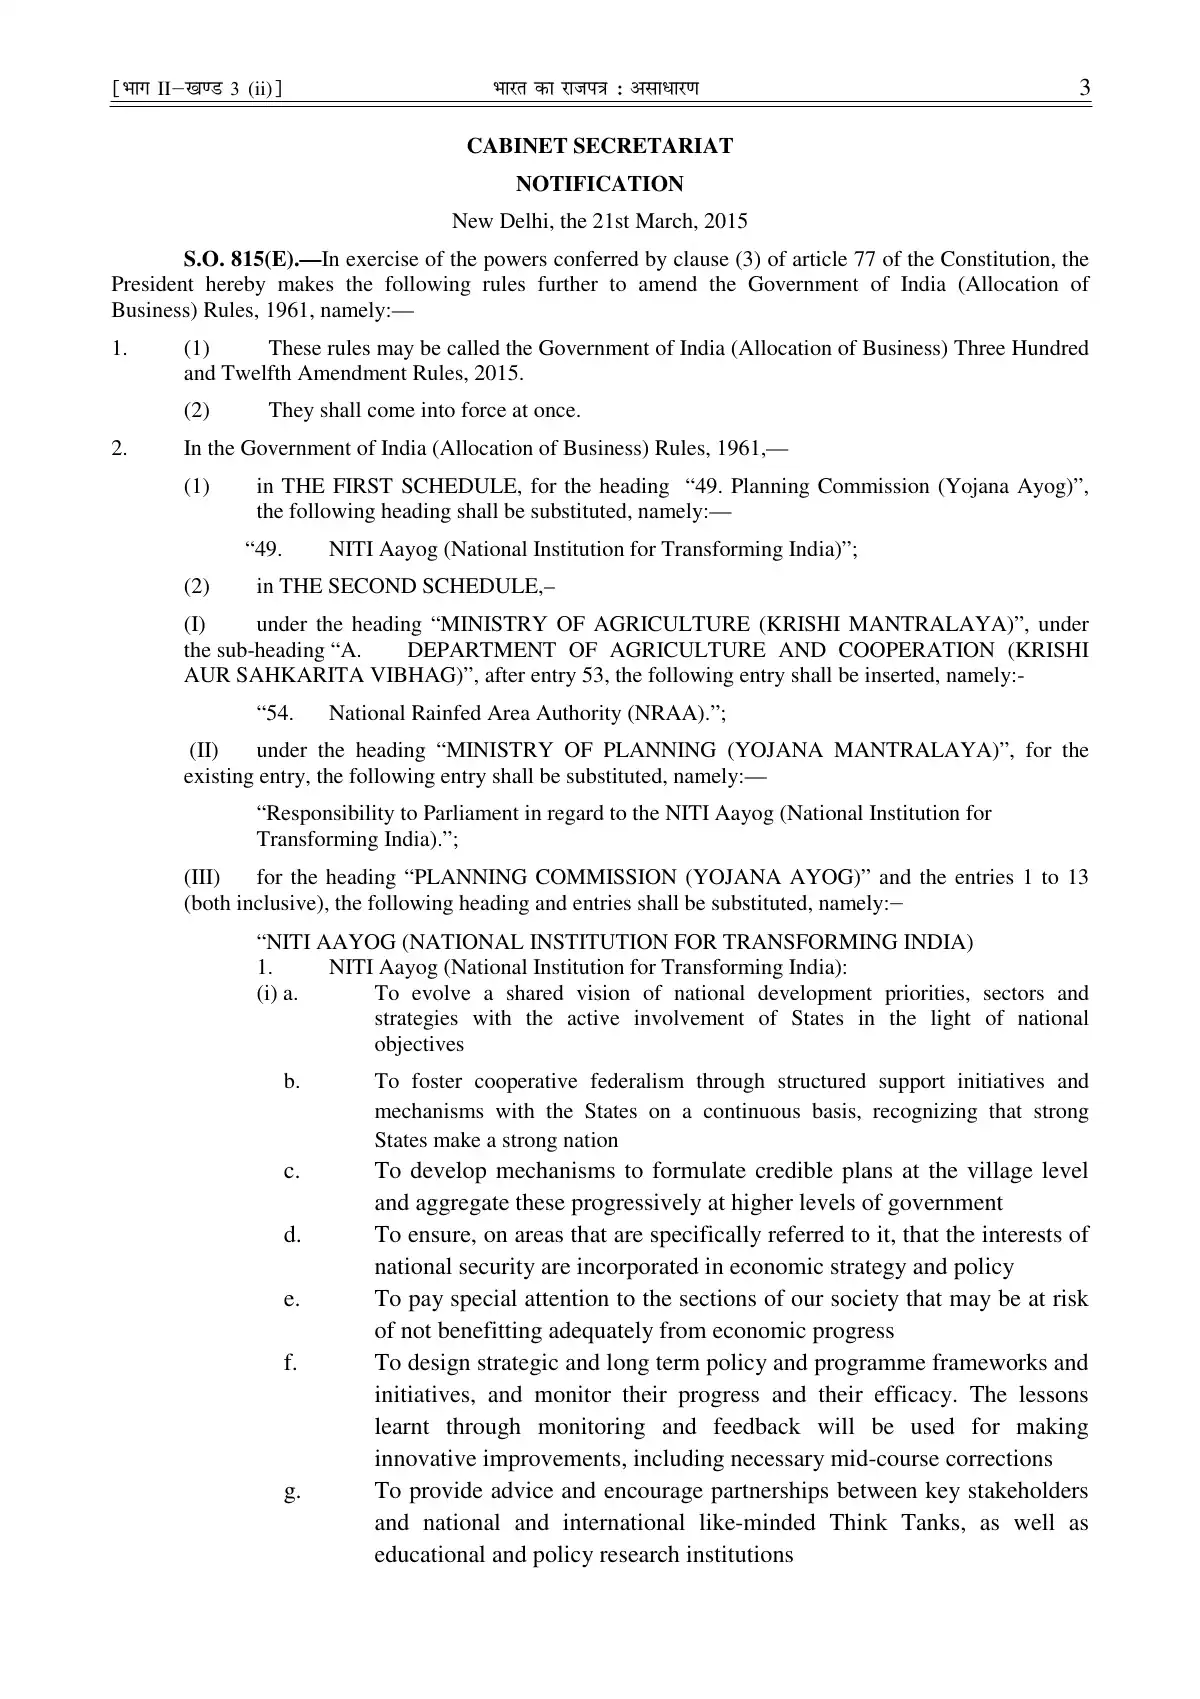 [भाग II−खण्ड 3 (ii)] भारत का राजपत्र : असाधारण 3
CABINET SECRETARIAT
NOTIFICATION
New Delhi, the 21st March, 2015
S.O. 815(E).—In exercise of the powers conferred by clause (3) of article 77 of the Constitution, the
President hereby makes the following rules further to amend the Government of India (Allocation of
Business) Rules, 1961, namely:—
1. (1) These rules may be called the Government of India (Allocation of Business) Three Hundred
and Twelfth Amendment Rules, 2015.
(2) They shall come into force at once.
2. In the Government of India (Allocation of Business) Rules, 1961,—
(1) in THE FIRST SCHEDULE, for the heading “49. Planning Commission (Yojana Ayog)”,
the following heading shall be substituted, namely:—
“49. NITI Aayog (National Institution for Transforming India)”;
(2) in THE SECOND SCHEDULE,–
(I) under the heading “MINISTRY OF AGRICULTURE (KRISHI MANTRALAYA)”, under
the sub-heading “A. DEPARTMENT OF AGRICULTURE AND COOPERATION (KRISHI
AUR SAHKARITA VIBHAG)”, after entry 53, the following entry shall be inserted, namely:-
“54. National Rainfed Area Authority (NRAA).”;
(II) under the heading “MINISTRY OF PLANNING (YOJANA MANTRALAYA)”, for the
existing entry, the following entry shall be substituted, namely:—
“Responsibility to Parliament in regard to the NITI Aayog (National Institution for
Transforming India).”;
(III) for the heading “PLANNING COMMISSION (YOJANA AYOG)” and the entries 1 to 13
(both inclusive), the following heading and entries shall be substituted, namely:−
“NITI AAYOG (NATIONAL INSTITUTION FOR TRANSFORMING INDIA)
1. NITI Aayog (National Institution for Transforming India):
(i) a. To evolve a shared vision of national development priorities, sectors and
strategies with the active involvement of States in the light of national
objectives
b. To foster cooperative federalism through structured support initiatives and
mechanisms with the States on a continuous basis, recognizing that strong
States make a strong nation
c. To develop mechanisms to formulate credible plans at the village level
and aggregate these progressively at higher levels of government
d. To ensure, on areas that are specifically referred to it, that the interests of
national security are incorporated in economic strategy and policy
e. To pay special attention to the sections of our society that may be at risk
of not benefitting adequately from economic progress
f. To design strategic and long term policy and programme frameworks and
initiatives, and monitor their progress and their efficacy. The lessons
learnt through monitoring and feedback will be used for making
innovative improvements, including necessary mid-course corrections
g. To provide advice and encourage partnerships between key stakeholders
and national and international like-minded Think Tanks, as well as
educational and policy research institutions